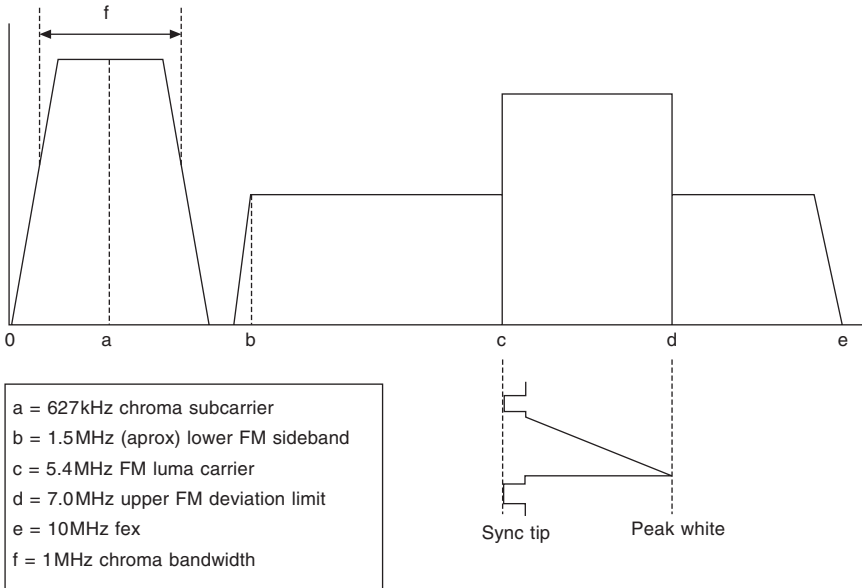 f
0
a
b
c
d
e
a = 627kHz chroma subcarrier
b = 1.5MHz (aprox) lower FM sideband
c = 5.4MHz FM luma carrier
d = 7.0MHz upper FM deviation limit
e = 10MHz fex
f = 1MHz chroma bandwidth
Sync tip
Peak white